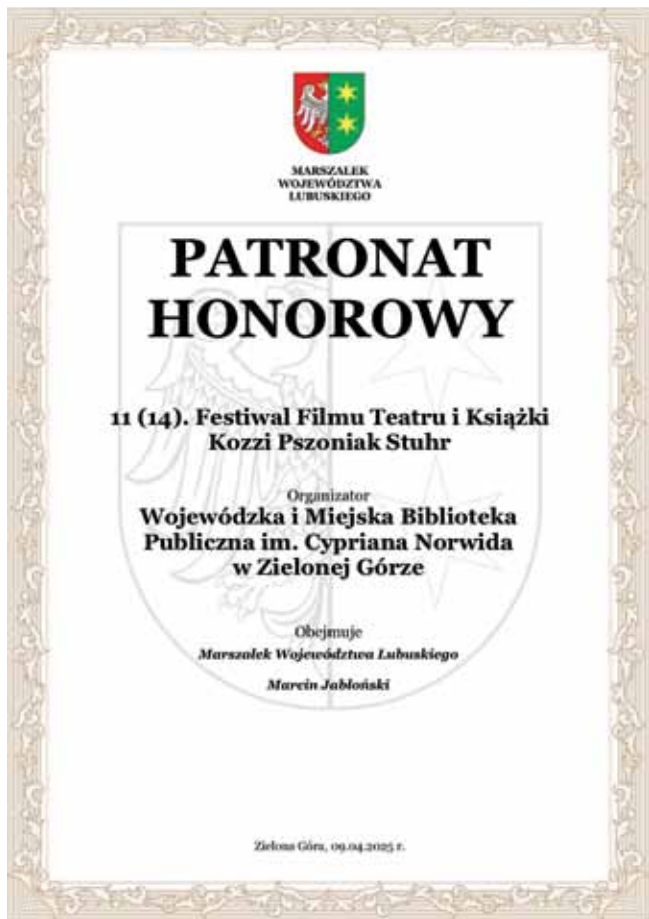 MARSZAŁEK
WOJEWÓDZTWA
LUBUSKIEGO
PATRONAT
HONOROWY
11 (14). Festiwal Filmu Teatru i Książki
Kozzi Pszoniak Stuhr
Organizator
Wojewódzka i Miejska Biblioteka
Publiczna im. Cypriana Norwida
w Zielonej Górze
Obejmuje
Marszałek Województwa Lubuskiego
Marcin Jabłoński
Zielona Góra, 09.04.2025 r.